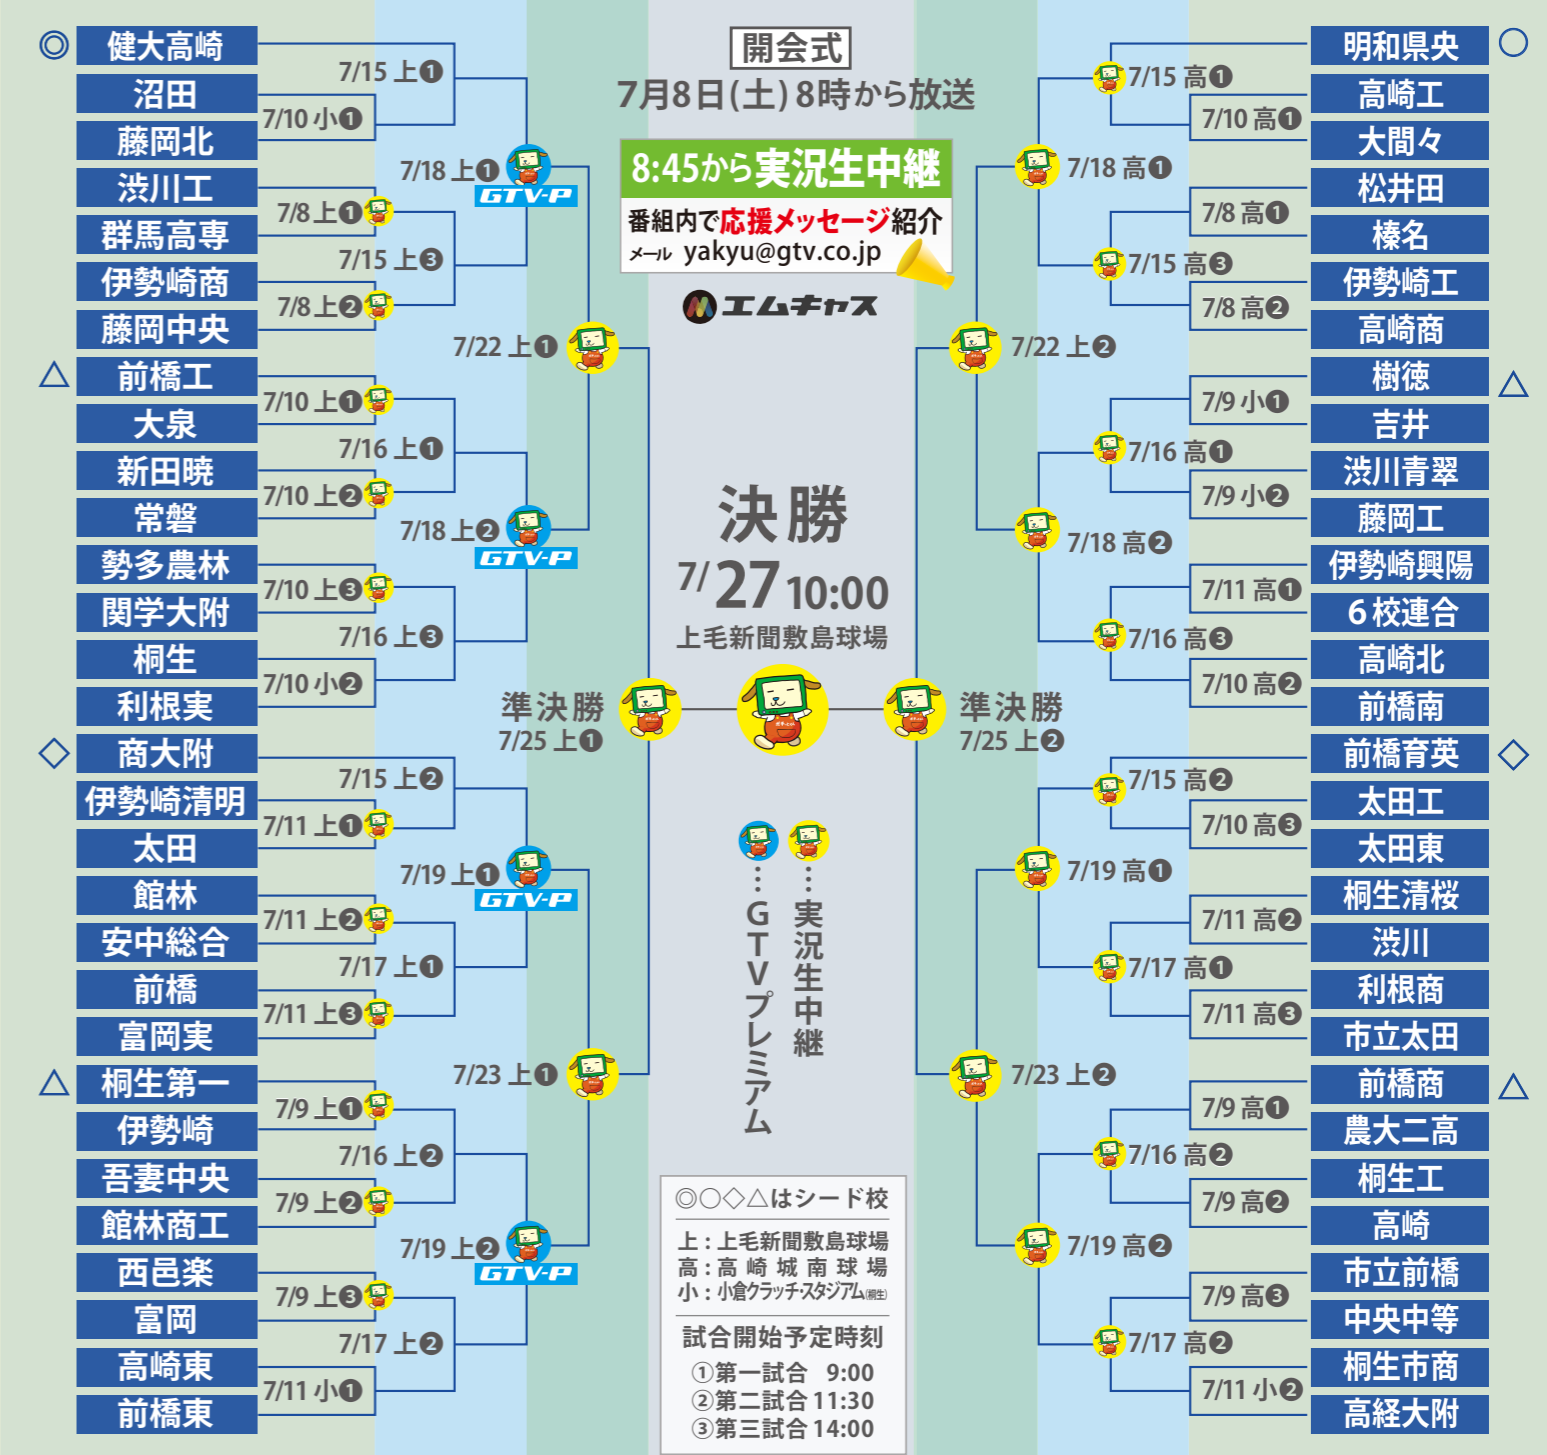 開会式
7月8日(土) 8時から放送
8:45から実況生中継
番組内で応援メッセージ紹介
メール yakyu@gtv.co.jp
エムキャス
◎ 健大高崎
沼田
藤岡北
渋川工
群馬高専
伊勢崎商
藤岡中央
△ 前橋工
大泉
新田暁
常磐
勢多農林
関学大附
桐生
利根実
◇ 商大附
伊勢崎清明
太田
館林
安中総合
前橋
富岡実
△ 桐生第一
伊勢崎
吾妻中央
館林商工
西邑楽
富岡
高崎東
前橋東
7/10 小❶
7/8 上❶
7/8 上❷
7/10 上❶
7/10 上❷
7/10 上❸
7/10 小❷
7/11 上❶
7/11 上❷
7/11 上❸
7/9 上❶
7/9 上❷
7/9 上❸
7/11 小❶
7/15 上❶
7/15 上❸
7/16 上❶
7/16 上❸
7/15 上❷
7/17 上❶
7/16 上❷
7/17 上❷
7/18 上❶
GTV-P
7/18 上❷
GTV-P
7/19 上❶
GTV-P
7/19 上❷
GTV-P
7/22 上❶
7/23 上❶
準決勝
7/25 上❶
決勝
7/27 10:00
上毛新聞敷島球場
準決勝
7/25 上❷
7/22 上❷
7/23 上❷
7/18 高❶
7/18 高❷
7/19 高❶
7/19 高❷
7/15 高❶
7/15 高❸
7/16 高❶
7/16 高❸
7/15 高❷
7/17 高❶
7/16 高❷
7/17 高❷
7/10 高❶
7/8 高❶
7/8 高❷
7/9 小❶
7/9 小❷
7/11 高❶
7/10 高❷
7/10 高❸
7/11 高❷
7/11 高❸
7/9 高❶
7/9 高❷
7/9 高❸
7/11 小❷
明和県央 ○
高崎工
大間々
松井田
榛名
伊勢崎工
高崎商
樹徳 △
吉井
渋川青翠
藤岡工
伊勢崎興陽
６校連合
高崎北
前橋南
前橋育英 ◇
太田工
太田東
桐生清桜
渋川
利根商
市立太田
前橋商 △
農大二高
桐生工
高崎
市立前橋
中央中等
桐生市商
高経大附
…実況生中継
…GTVプレミアム
◎○◇△はシード校
上：上毛新聞敷島球場
高：高崎城南球場
小：小倉クラッチ・スタジアム(桐生)
試合開始予定時刻
①第一試合 9:00
②第二試合 11:30
③第三試合 14:00